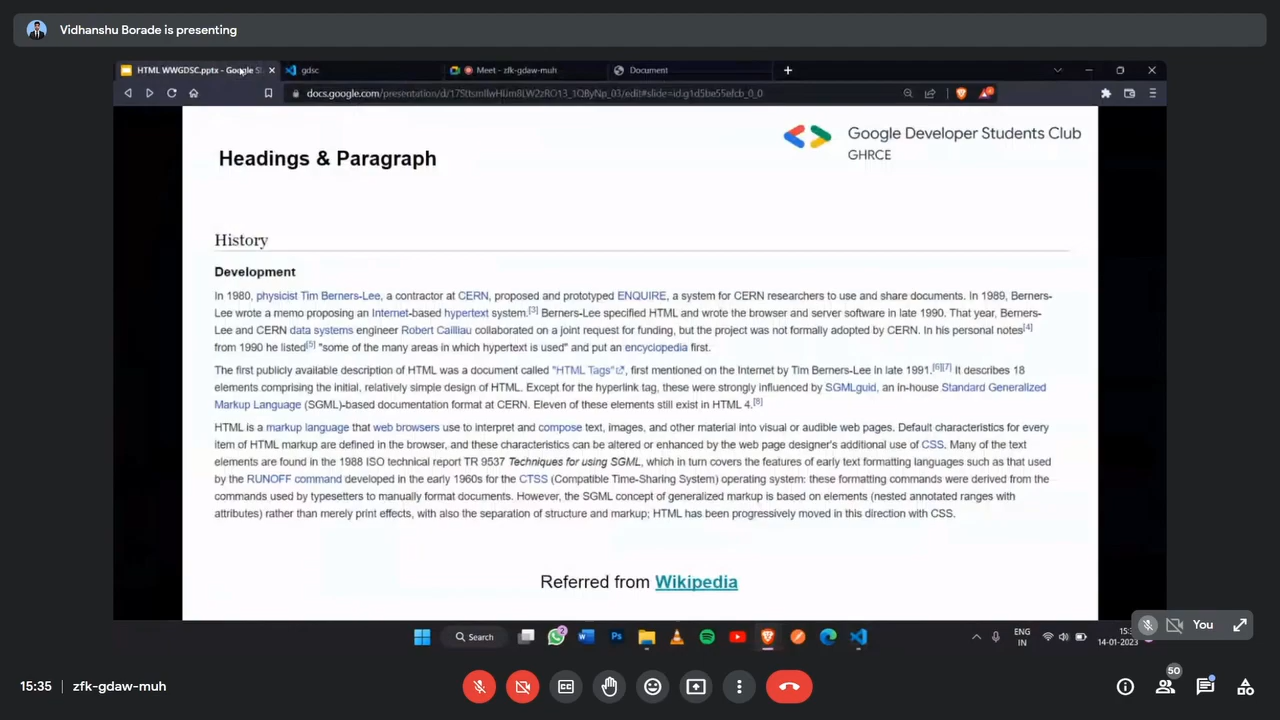 Vidhanshu Borade is presenting
HTML WWGDSC.pptx - Google S
gdsc
Meet - zfk-gdaw-muh
Document
Google Developer Students Club
GHRCE
Headings & Paragraph
History
Development
In 1980, physicist Tim Berners-Lee, a contractor at CERN, proposed and prototyped ENQUIRE, a system for CERN researchers to use and share documents. In 1989, Berners-
Lee wrote a memo proposing an Internet-based hypertext system.[3] Berners-Lee specified HTML and wrote the browser and server software in late 1990. That year, Berners-
Lee and CERN data systems engineer Robert Cailliau collaborated on a joint request for funding, but the project was not formally adopted by CERN. In his personal notes[4]
from 1990 he listed[5] "some of the many areas in which hypertext is used" and put an encyclopedia first.
The first publicly available description of HTML was a document called "HTML Tags", first mentioned on the Internet by Tim Berners-Lee in late 1991.[6][7] It describes 18
elements comprising the initial, relatively simple design of HTML. Except for the hyperlink tag, these were strongly influenced by SGMLguid, an in-house Standard Generalized
Markup Language (SGML)-based documentation format at CERN. Eleven of these elements still exist in HTML 4.[8]
HTML is a markup language that web browsers use to interpret and compose text, images, and other material into visual or audible web pages. Default characteristics for every
item of HTML markup are defined in the browser, and these characteristics can be altered or enhanced by the web page designer's additional use of CSS. Many of the text
elements are found in the 1988 ISO technical report TR 9537 Techniques for using SGML, which in turn covers the features of early text formatting languages such as that used
by the RUNOFF command developed in the early 1960s for the CTSS (Compatible Time-Sharing System) operating system: these formatting commands were derived from the
commands used by typesetters to manually format documents. However, the SGML concept of generalized markup is based on elements (nested annotated ranges with
attributes) rather than merely print effects, with also the separation of structure and markup; HTML has been progressively moved in this direction with CSS.
Referred from Wikipedia
Search
ENG
IN
14-01-2023
You
15:35 | zfk-gdaw-muh
50